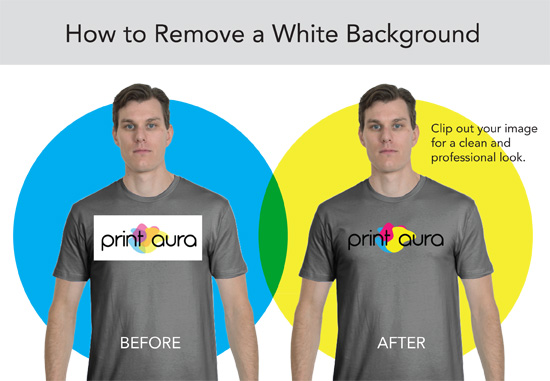 How to Remove a White Background
Clip out your image
for a clean and
professional look.
print aura
print aura
BEFORE
AFTER